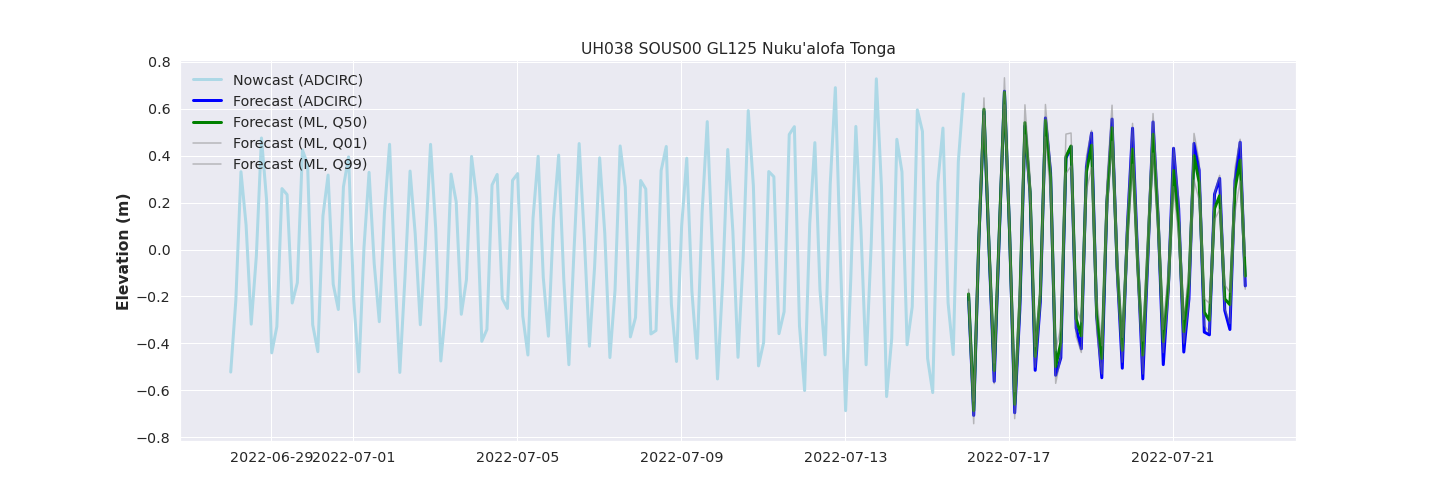 UH038 SOUS00 GL125 Nuku'alofa Tonga
Nowcast (ADCIRC)
Forecast (ADCIRC)
Forecast (ML, Q50)
Forecast (ML, Q01)
Forecast (ML, Q99)
Elevation (m)
0.8
0.6
0.4
0.2
0.0
−0.2
−0.4
−0.6
−0.8
2022-06-29 2022-07-01 2022-07-05 2022-07-09 2022-07-13 2022-07-17 2022-07-21